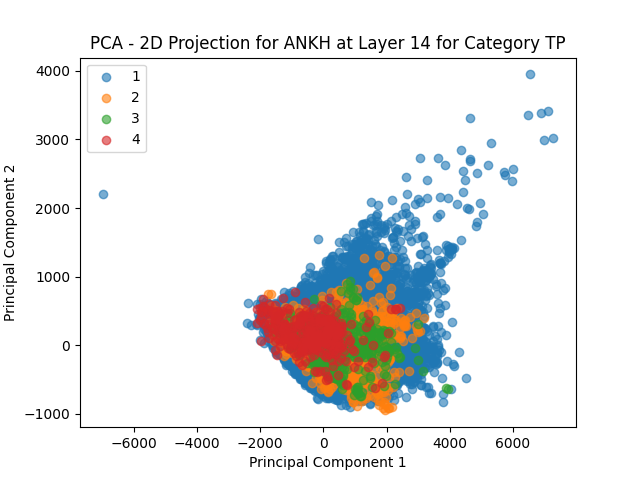 PCA - 2D Projection for ANKH at Layer 14 for Category TP
1
2
3
4
Principal Component 2
4000
3000
2000
1000
0
−1000
−6000 −4000 −2000 0 2000 4000 6000
Principal Component 1